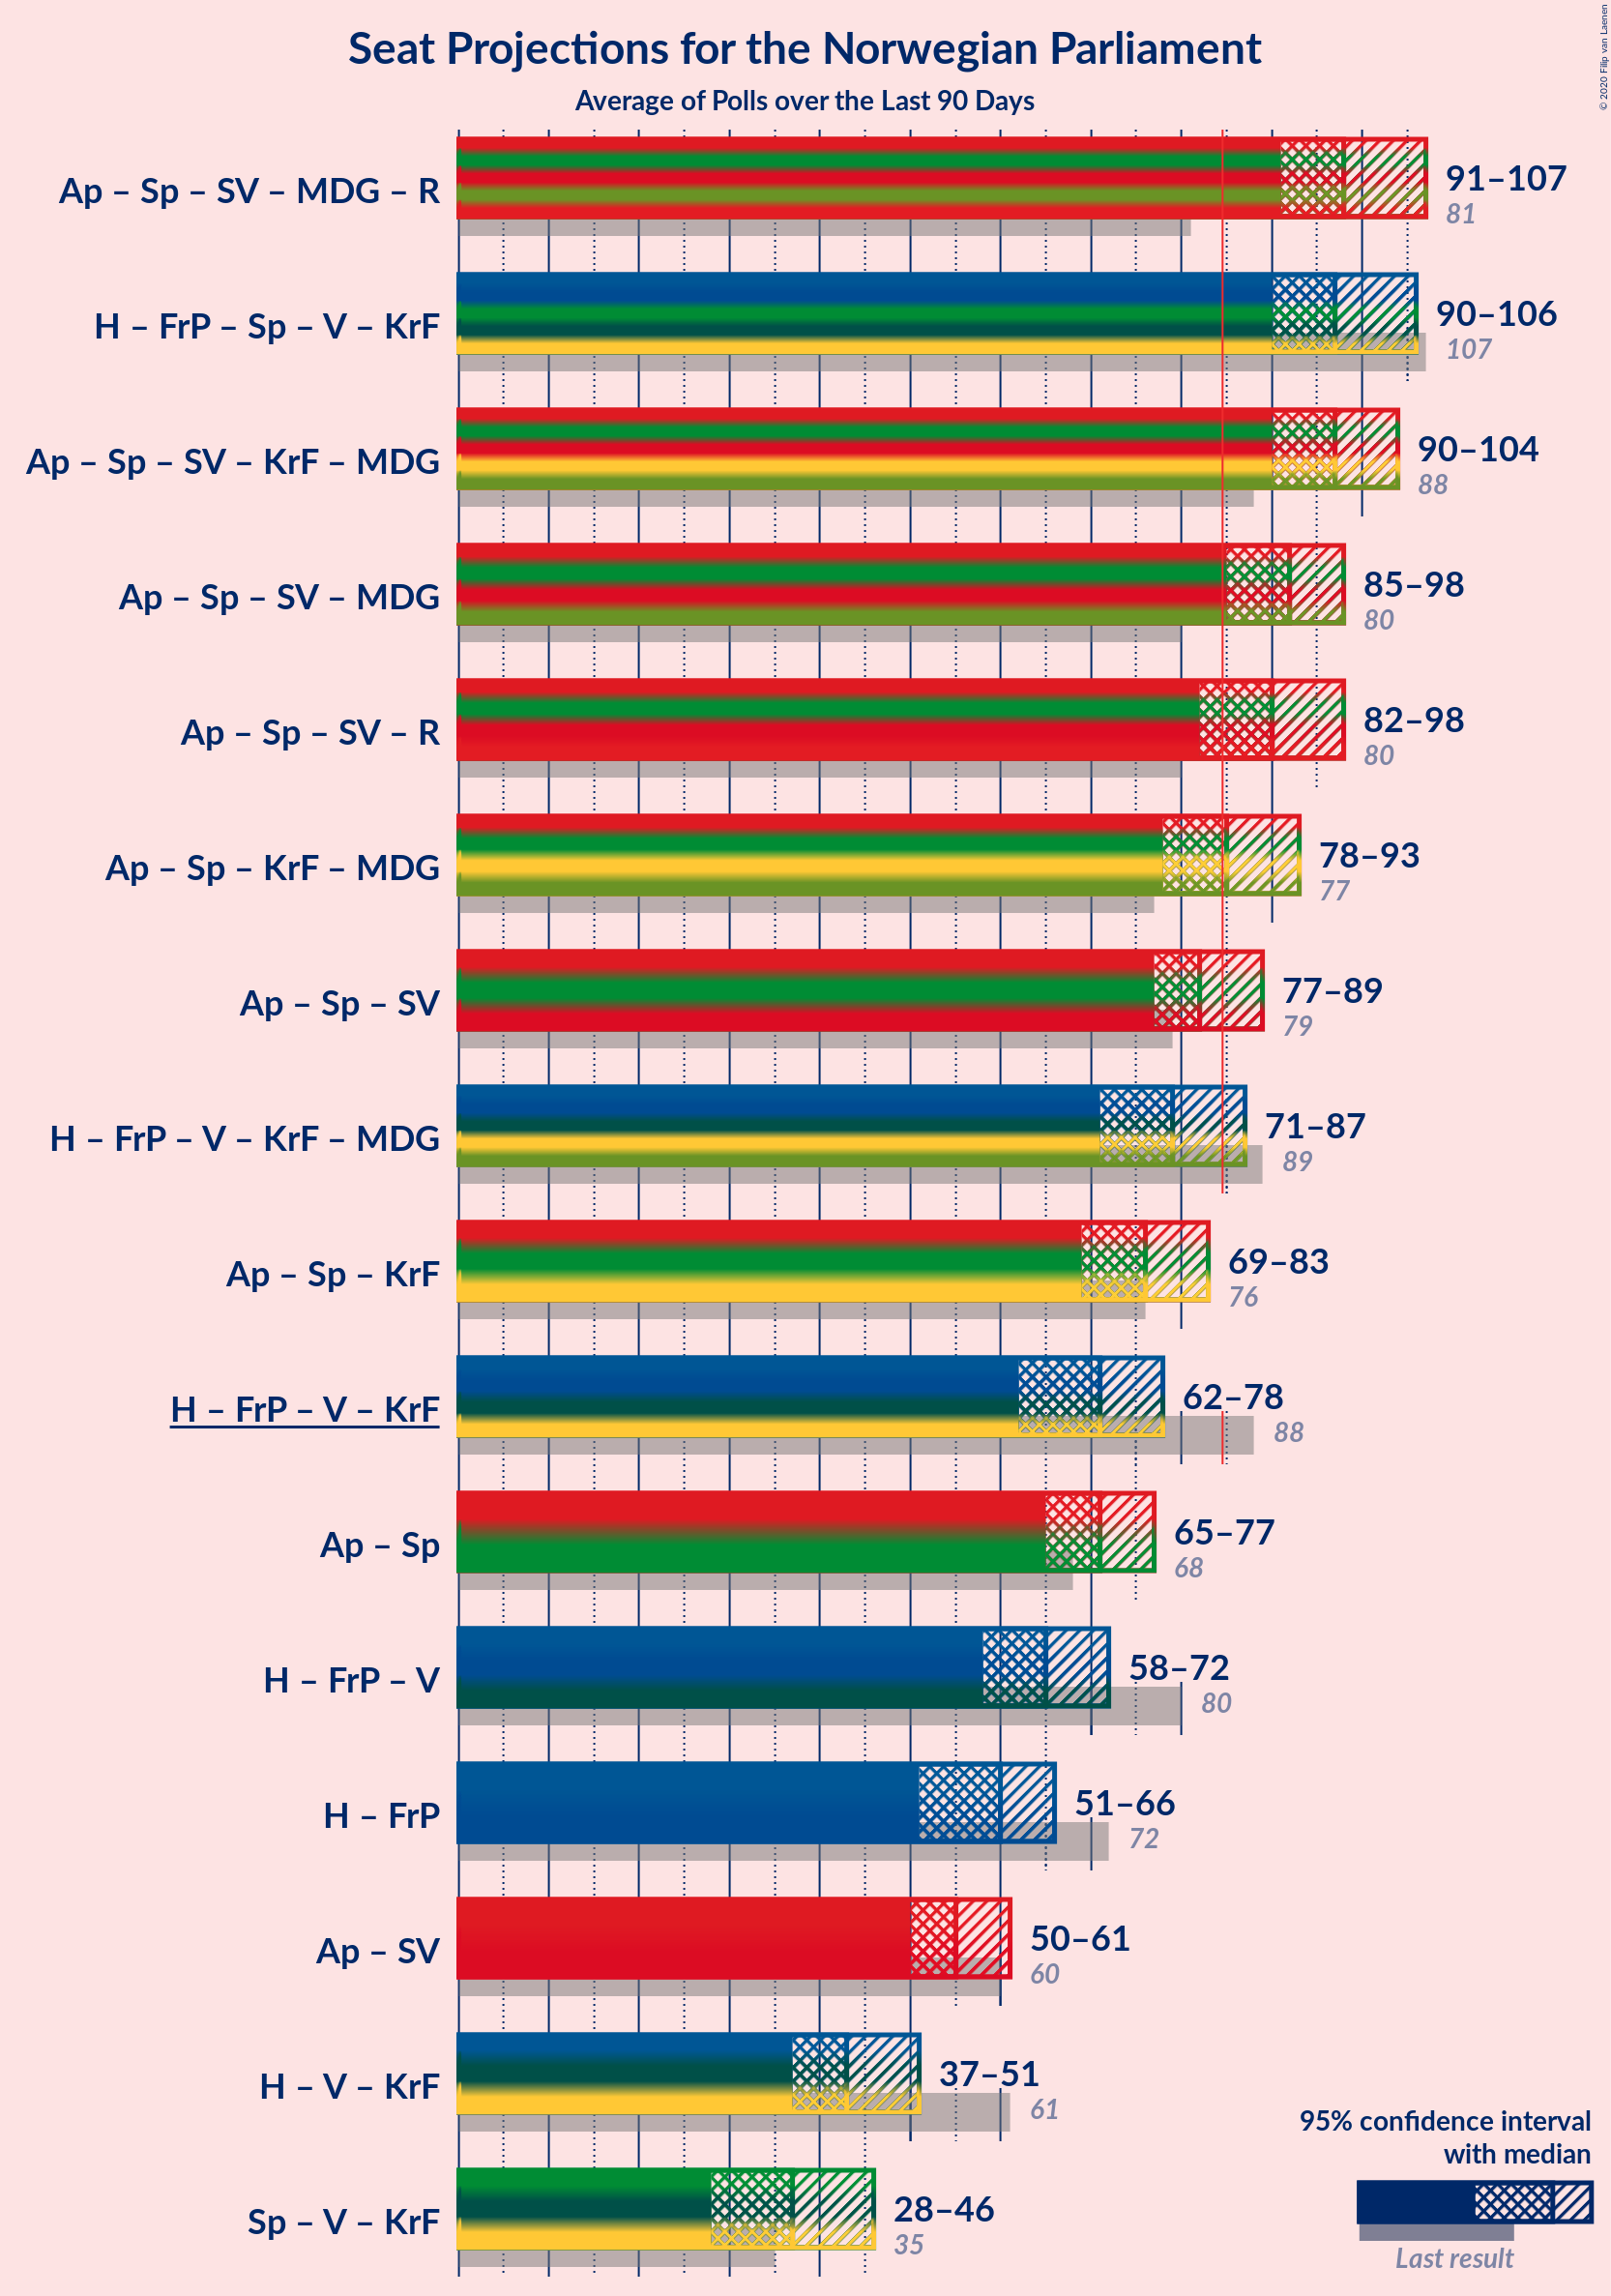 © 2020 Filip van Laenen
Seat Projections for the Norwegian Parliament
Average of Polls over the Last 90 Days
Ap – Sp – SV – MDG – R
91–107
81
H – FrP – Sp – V – KrF
90–106
107
Ap – Sp – SV – KrF – MDG
90–104
88
Ap – Sp – SV – MDG
85–98
80
Ap – Sp – SV – R
82–98
80
Ap – Sp – KrF – MDG
78–93
77
Ap – Sp – SV
77–89
79
H – FrP – V – KrF – MDG
71–87
89
Ap – Sp – KrF
69–83
76
H – FrP – V – KrF
62–78
88
Ap – Sp
65–77
68
H – FrP – V
58–72
80
H – FrP
51–66
72
Ap – SV
50–61
60
H – V – KrF
37–51
61
Sp – V – KrF
28–46
35
95% confidence interval
with median
Last result